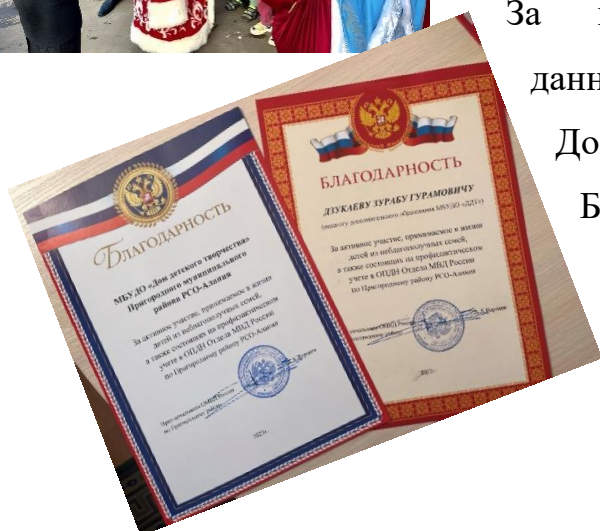 За
данн
До
Б
БЛАГОДАРНОСТЬ
МБУДО «Дом детского творчества»
Пригородного муниципального
района РСО-Алания
За активное участие, принимаемое в жизни
детей из неблагополучных семей,
а также состоящих на профилактическом
учете в ОПДН Отдела МВД России
по Пригородному району РСО-Алания
БЛАГОДАРНОСТЬ
ДЗУКАЕВУ ЗУРАБУ ГУРАМОВИЧУ
педагогу дополнительного образования МБУДО «ДДТ»
За активное участие, принимаемое в жизни
детей из неблагополучных семей,
а также состоящих на профилактическом
учете в ОПДН Отдела МВД России
по Пригородному району РСО-Алания